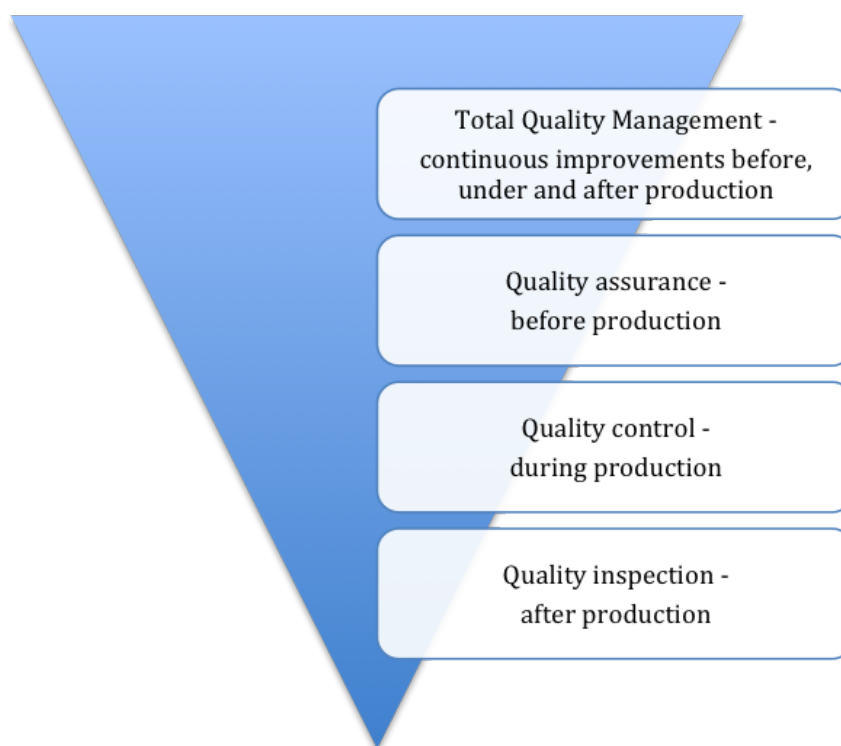 Total Quality Management -
continuous improvements before,
under and after production
Quality assurance -
before production
Quality control -
during production
Quality inspection -
after production